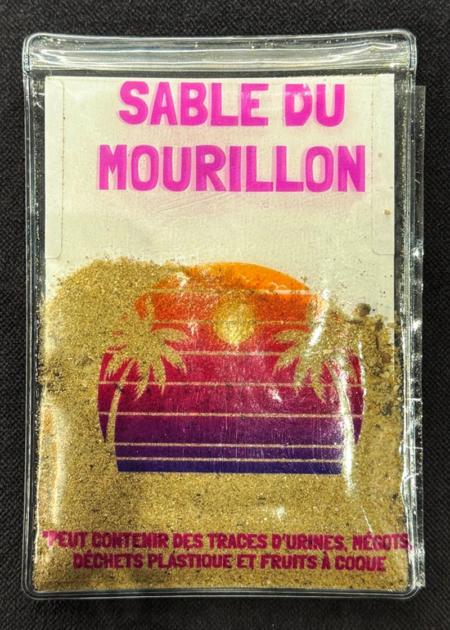 SABLE DU
MOURILLON
*PEUT CONTENIR DES TRACES D'URINES, MÉGOTS,
DÉCHETS PLASTIQUE ET FRUITS À COQUE